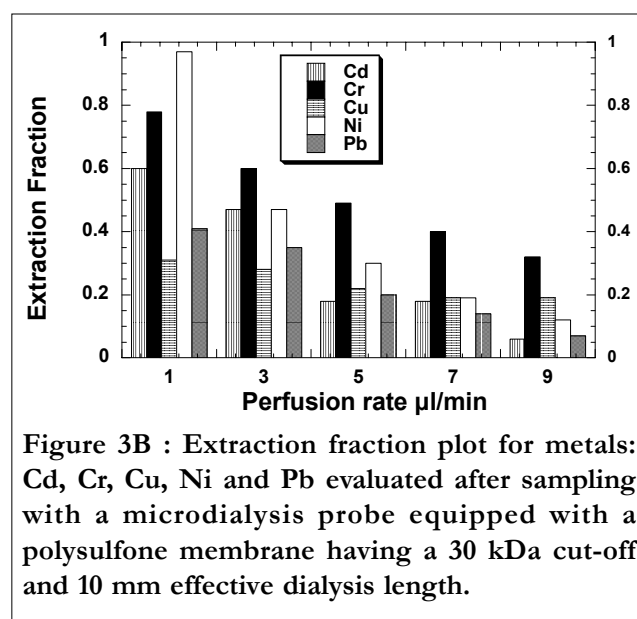 1
0.8
0.6
0.4
0.2
0
Extraction Fraction
Cd
Cr
Cu
Ni
Pb
1
0.8
0.6
0.4
0.2
0
1 3 5 7 9
Perfusion rate µl/min
Figure 3B : Extraction fraction plot for metals:
Cd, Cr, Cu, Ni and Pb evaluated after sampling
with a microdialysis probe equipped with a
polysulfone membrane having a 30 kDa cut-off
and 10 mm effective dialysis length.